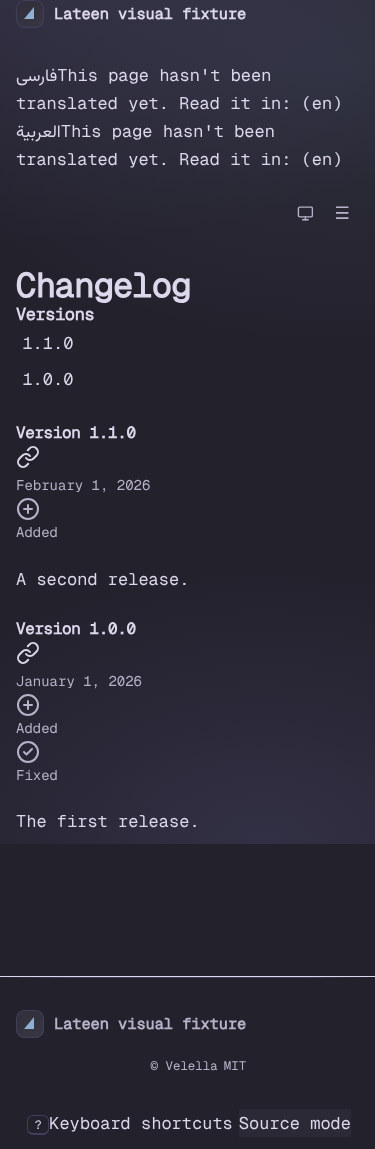 Lateen visual fixture
فارسیThis page hasn't been
translated yet. Read it in: (en)
العربيةThis page hasn't been
translated yet. Read it in: (en)
Changelog
Versions
1.1.0
1.0.0
Version 1.1.0
February 1, 2026
Added
A second release.
Version 1.0.0
January 1, 2026
Added
Fixed
The first release.
Lateen visual fixture
© Velella MIT
? Keyboard shortcuts Source mode